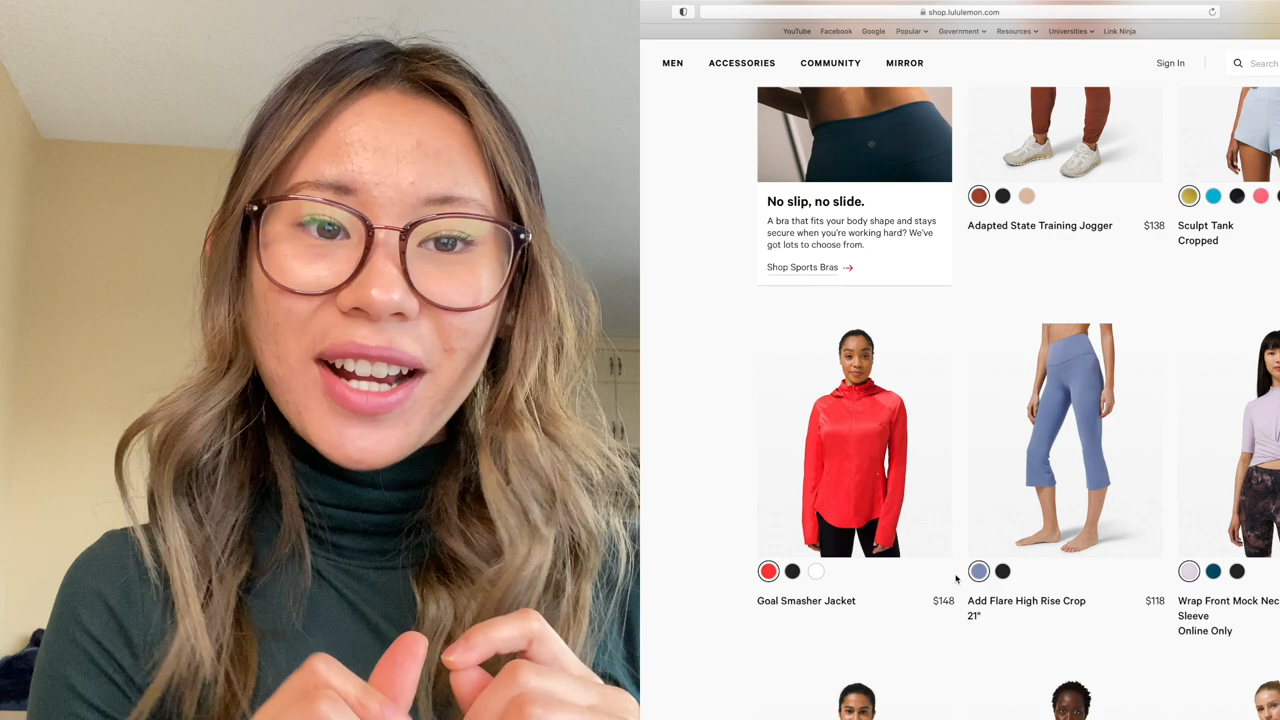 shop.lululemon.com
YouTube Facebook Google Popular Government Resources Universities Link Ninja
MEN ACCESSORIES COMMUNITY MIRROR Sign In Search
No slip, no slide.
A bra that fits your body shape and stays
secure when you're working hard? We've
got lots to choose from.
Shop Sports Bras
Adapted State Training Jogger $138
Sculpt Tank
Cropped
Goal Smasher Jacket $148
Add Flare High Rise Crop $118
21"
Wrap Front Mock Nec
Sleeve
Online Only